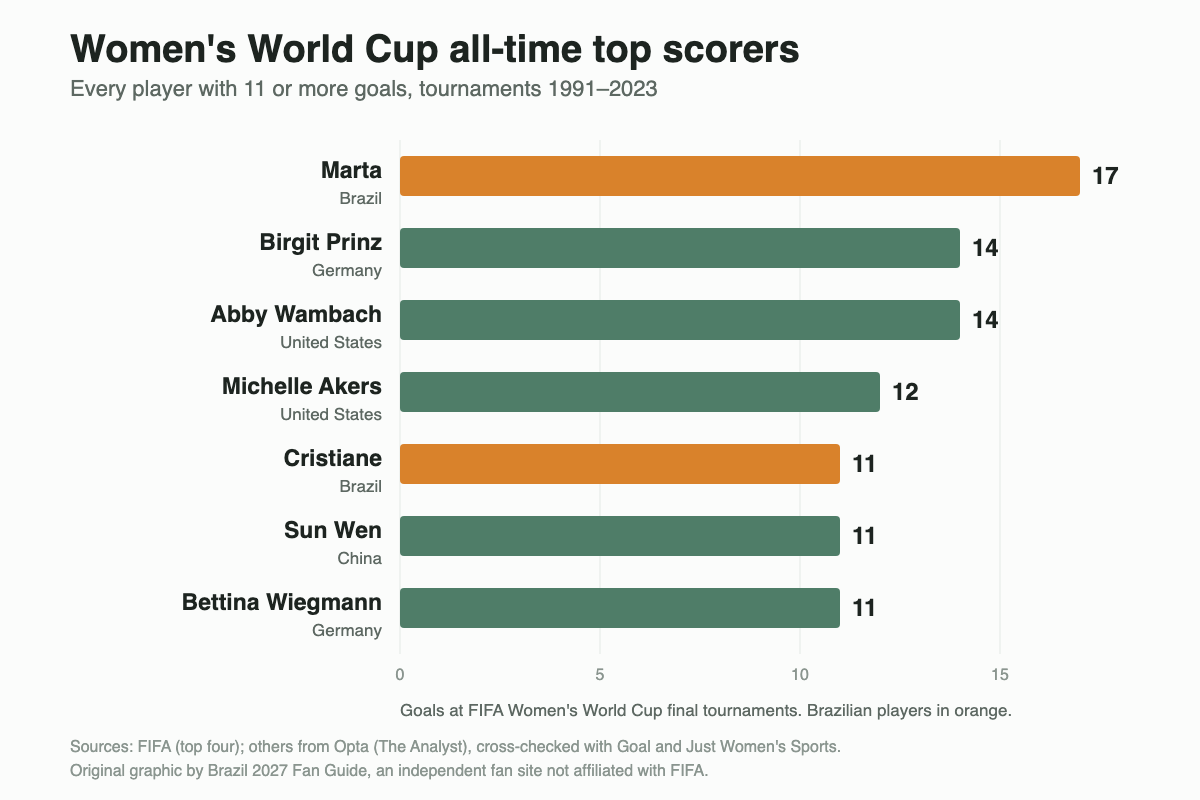 Women's World Cup all-time top scorers
Every player with 11 or more goals, tournaments 1991–2023
Marta
Brazil
17
Birgit Prinz
Germany
14
Abby Wambach
United States
14
Michelle Akers
United States
12
Cristiane
Brazil
11
Sun Wen
China
11
Bettina Wiegmann
Germany
11
0 5 10 15
Goals at FIFA Women's World Cup final tournaments. Brazilian players in orange.
Sources: FIFA (top four); others from Opta (The Analyst), cross-checked with Goal and Just Women's Sports.
Original graphic by Brazil 2027 Fan Guide, an independent fan site not affiliated with FIFA.